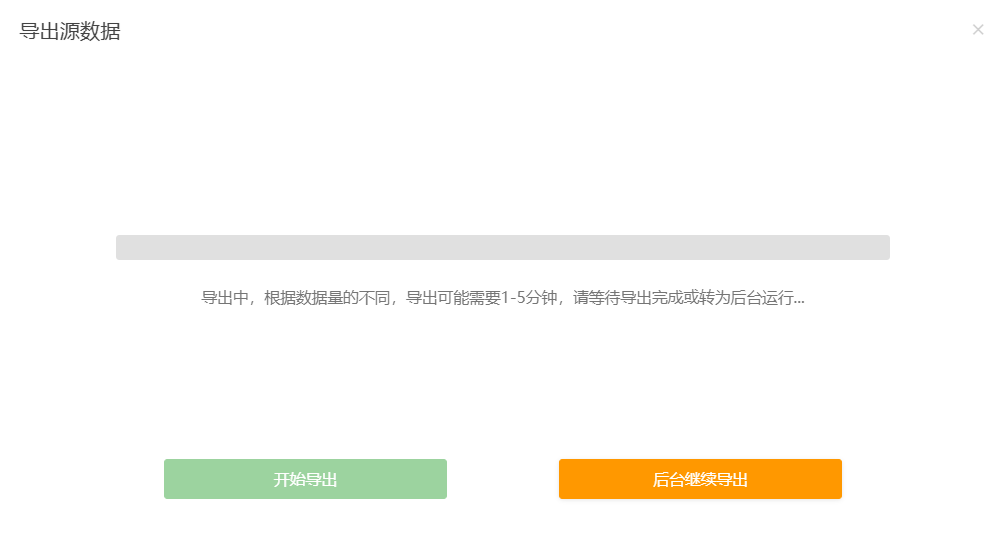 导出源数据
导出中，根据数据量的不同，导出可能需要1-5分钟，请等待导出完成或转为后台运行...
开始导出
后台继续导出